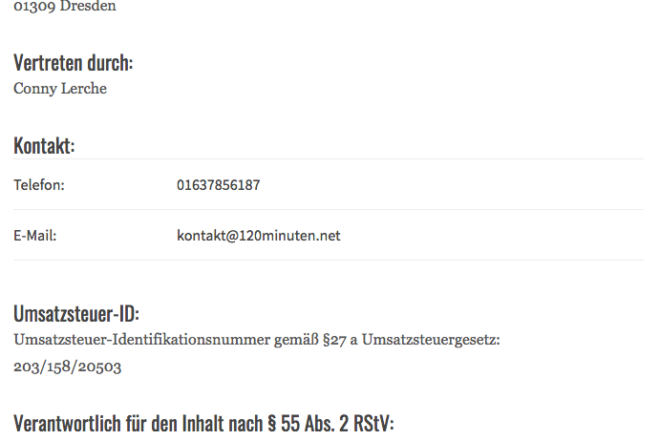 01309 Dresden
Vertreten durch:
Conny Lerche
Kontakt:
Telefon: 01637856187
E-Mail: kontakt@120minuten.net
Umsatzsteuer-ID:
Umsatzsteuer-Identifikationsnummer gemäß §27 a Umsatzsteuergesetz:
203/158/20503
Verantwortlich für den Inhalt nach § 55 Abs. 2 RStV: